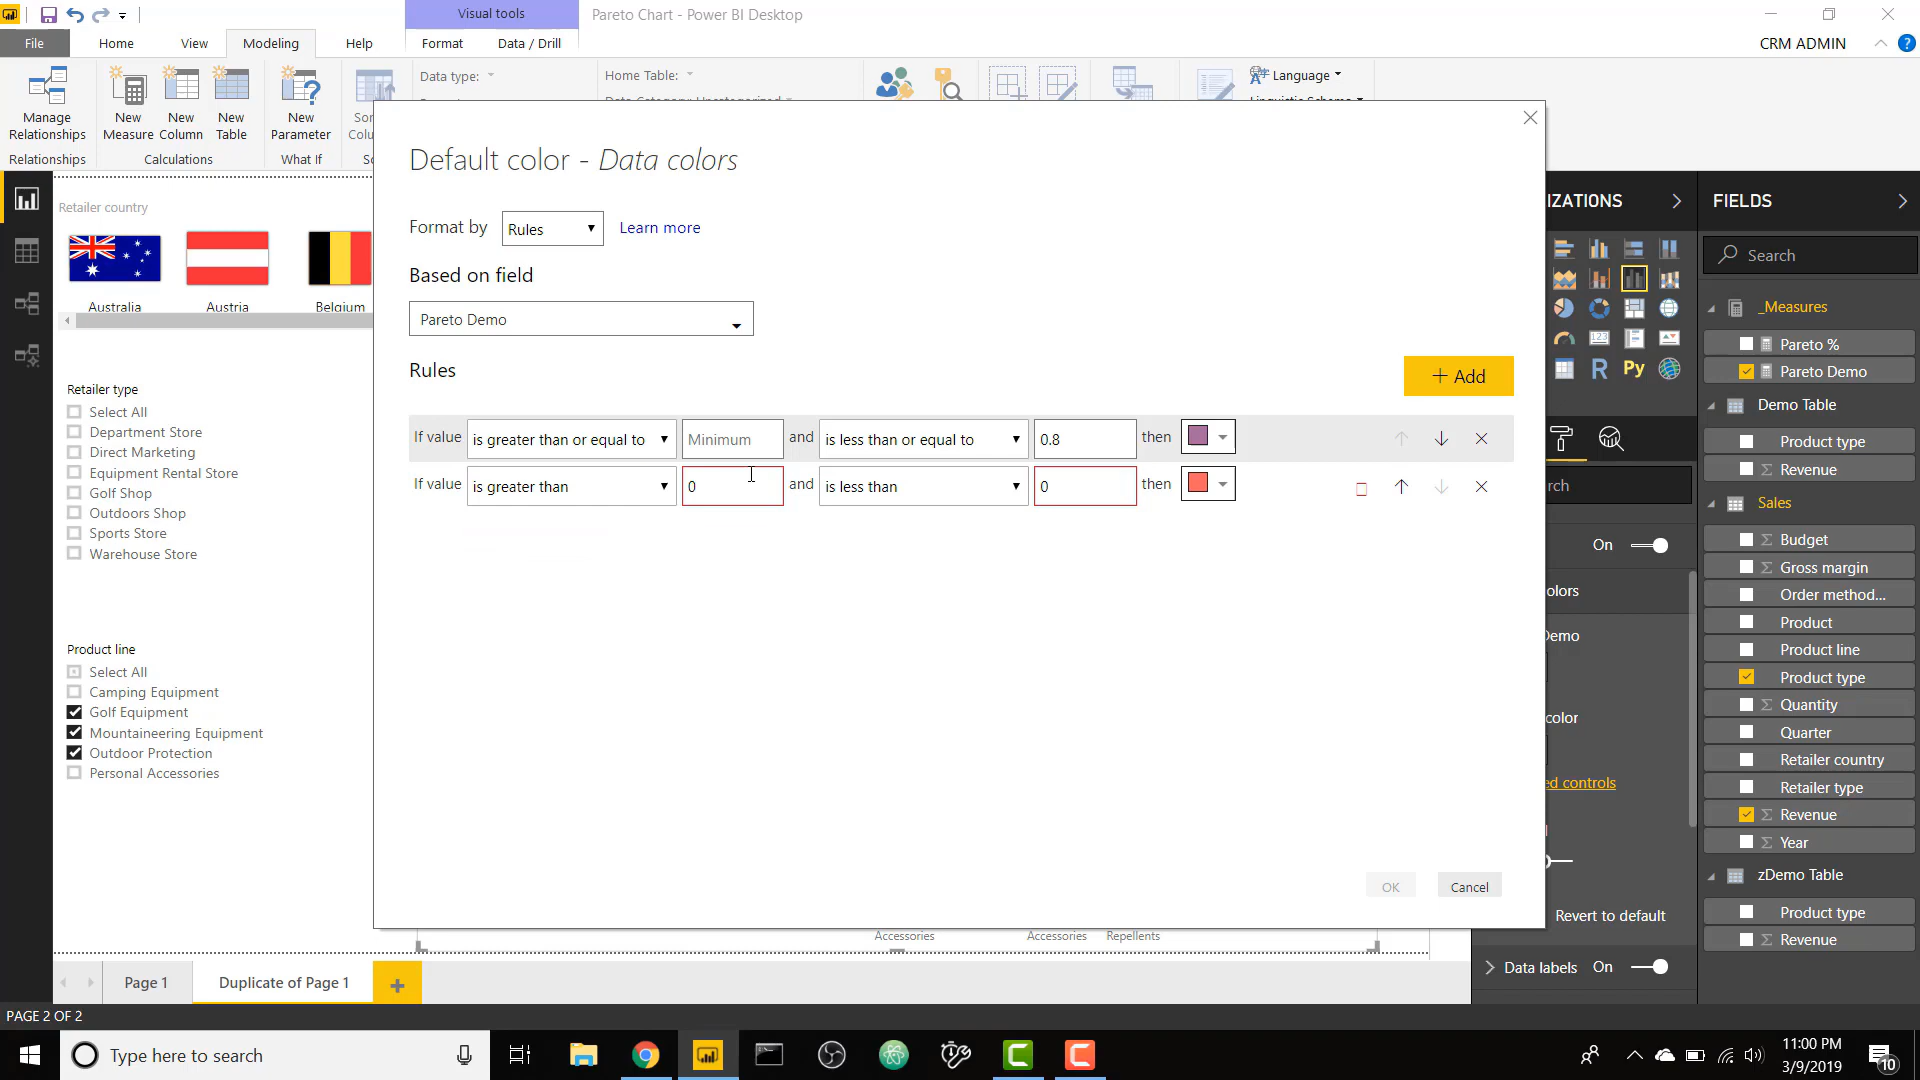 Visual tools
Pareto Chart - Power BI Desktop
File
Home
View
Modeling
Help
Format
Data / Drill
CRM ADMIN
Manage Relationships
New Measure
New Column
New Table
New Parameter
Data type:
Home Table:
Language
Relationships
Calculations
What If
Default color - Data colors
Format by
Rules
Learn more
Based on field
Pareto Demo
Rules
+ Add
If value
is greater than or equal to
Minimum
and
is less than or equal to
0.8
then
If value
is greater than
0
and
is less than
0
then
OK
Cancel
Retailer country
Australia
Austria
Belgium
Retailer type
Select All
Department Store
Direct Marketing
Equipment Rental Store
Golf Shop
Outdoors Shop
Sports Store
Warehouse Store
Product line
Select All
Camping Equipment
Golf Equipment
Mountaineering Equipment
Outdoor Protection
Personal Accessories
Accessories
Accessories
Repellents
IZATIONS
R
Py
rch
On
olors
Demo
color
ed controls
Revert to default
Data labels
On
FIELDS
Search
_Measures
Pareto %
Pareto Demo
Demo Table
Product type
Revenue
Sales
Budget
Gross margin
Order method...
Product
Product line
Product type
Quantity
Quarter
Retailer country
Retailer type
Revenue
Year
zDemo Table
Product type
Revenue
Page 1
Duplicate of Page 1
PAGE 2 OF 2
Type here to search
11:00 PM
3/9/2019
10